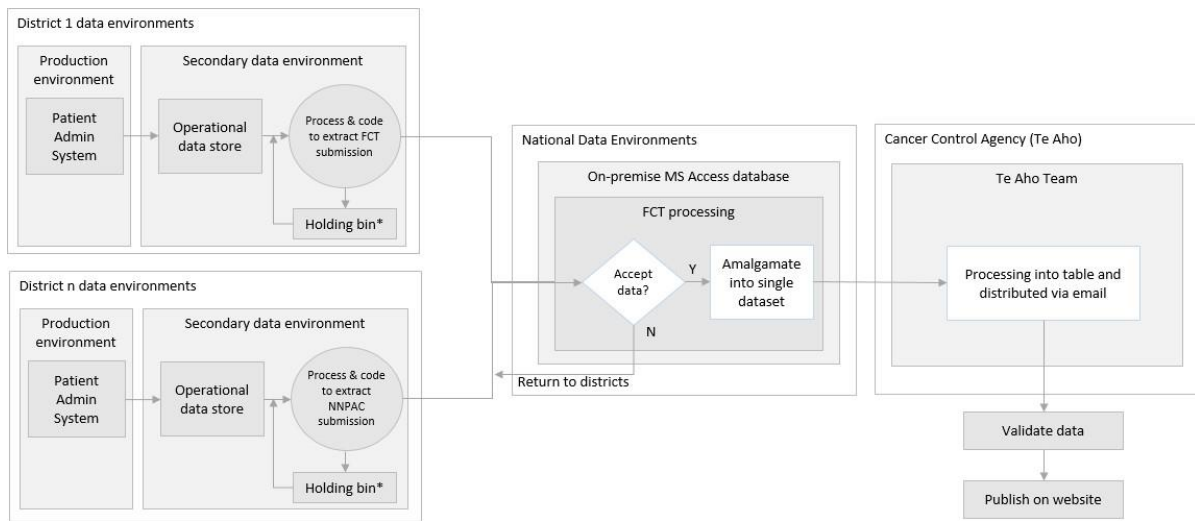 District 1 data environments
Production
environment
Patient
Admin
System
Secondary data environment
Operational
data store
Process & code
to extract FCT
submission
Holding bin*
District n data environments
Production
environment
Patient
Admin
System
Secondary data environment
Operational
data store
Process & code
to extract
NNPAC
submission
Holding bin*
National Data Environments
On-premise MS Access database
FCT processing
Accept
data?
Y
N
Amalgamate
into single
dataset
Return to districts
Cancer Control Agency (Te Aho)
Te Aho Team
Processing into table and
distributed via email
Validate data
Publish on website